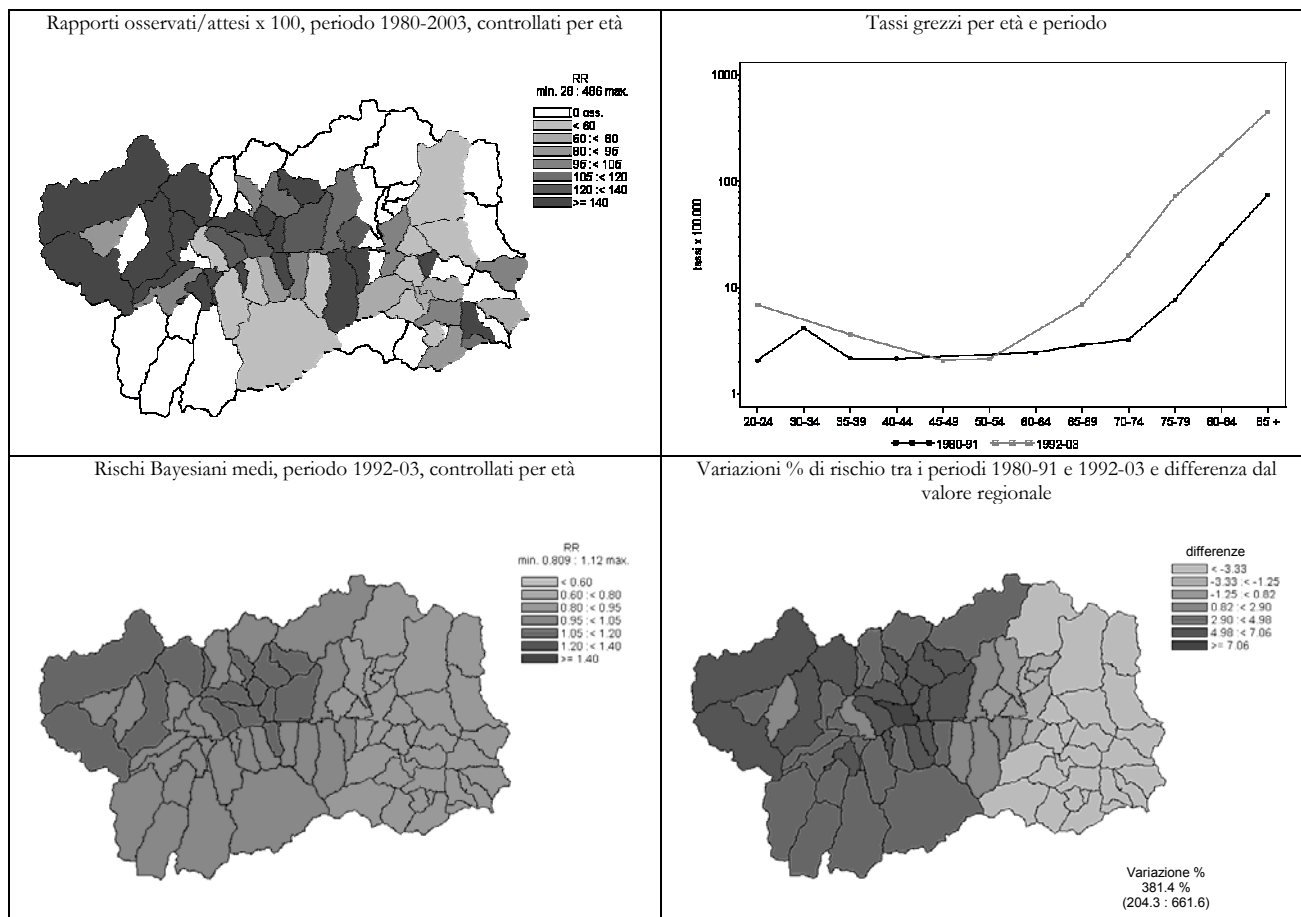 Rapporti osservati/attesi x 100, periodo 1980-2003, controllati per età
RR
min. 28 : 486 max.
0 oss.
< 60
60 :< 80
80 :< 95
95 :< 105
105 :< 120
120 :< 140
>= 140
Tassi grezzi per età e periodo
1000
100
10
1
tassi x 100.000
20-24 30-34 35-39 40-44 45-49 50-54 60-64 65-69 70-74 75-79 80-84 85 +
1980-91 1992-03
Rischi Bayesiani medi, periodo 1992-03, controllati per età
RR
min. 0.809 : 1.12 max.
< 0.60
0.60 :< 0.80
0.80 :< 0.95
0.95 :< 1.05
1.05 :< 1.20
1.20 :< 1.40
>= 1.40
Variazioni % di rischio tra i periodi 1980-91 e 1992-03 e differenza dal
valore regionale
differenze
< -3.33
-3.33 :< -1.25
-1.25 :< 0.82
0.82 :< 2.90
2.90 :< 4.98
4.98 :< 7.06
>= 7.06
Variazione %
381.4 %
(204.3 : 661.6)